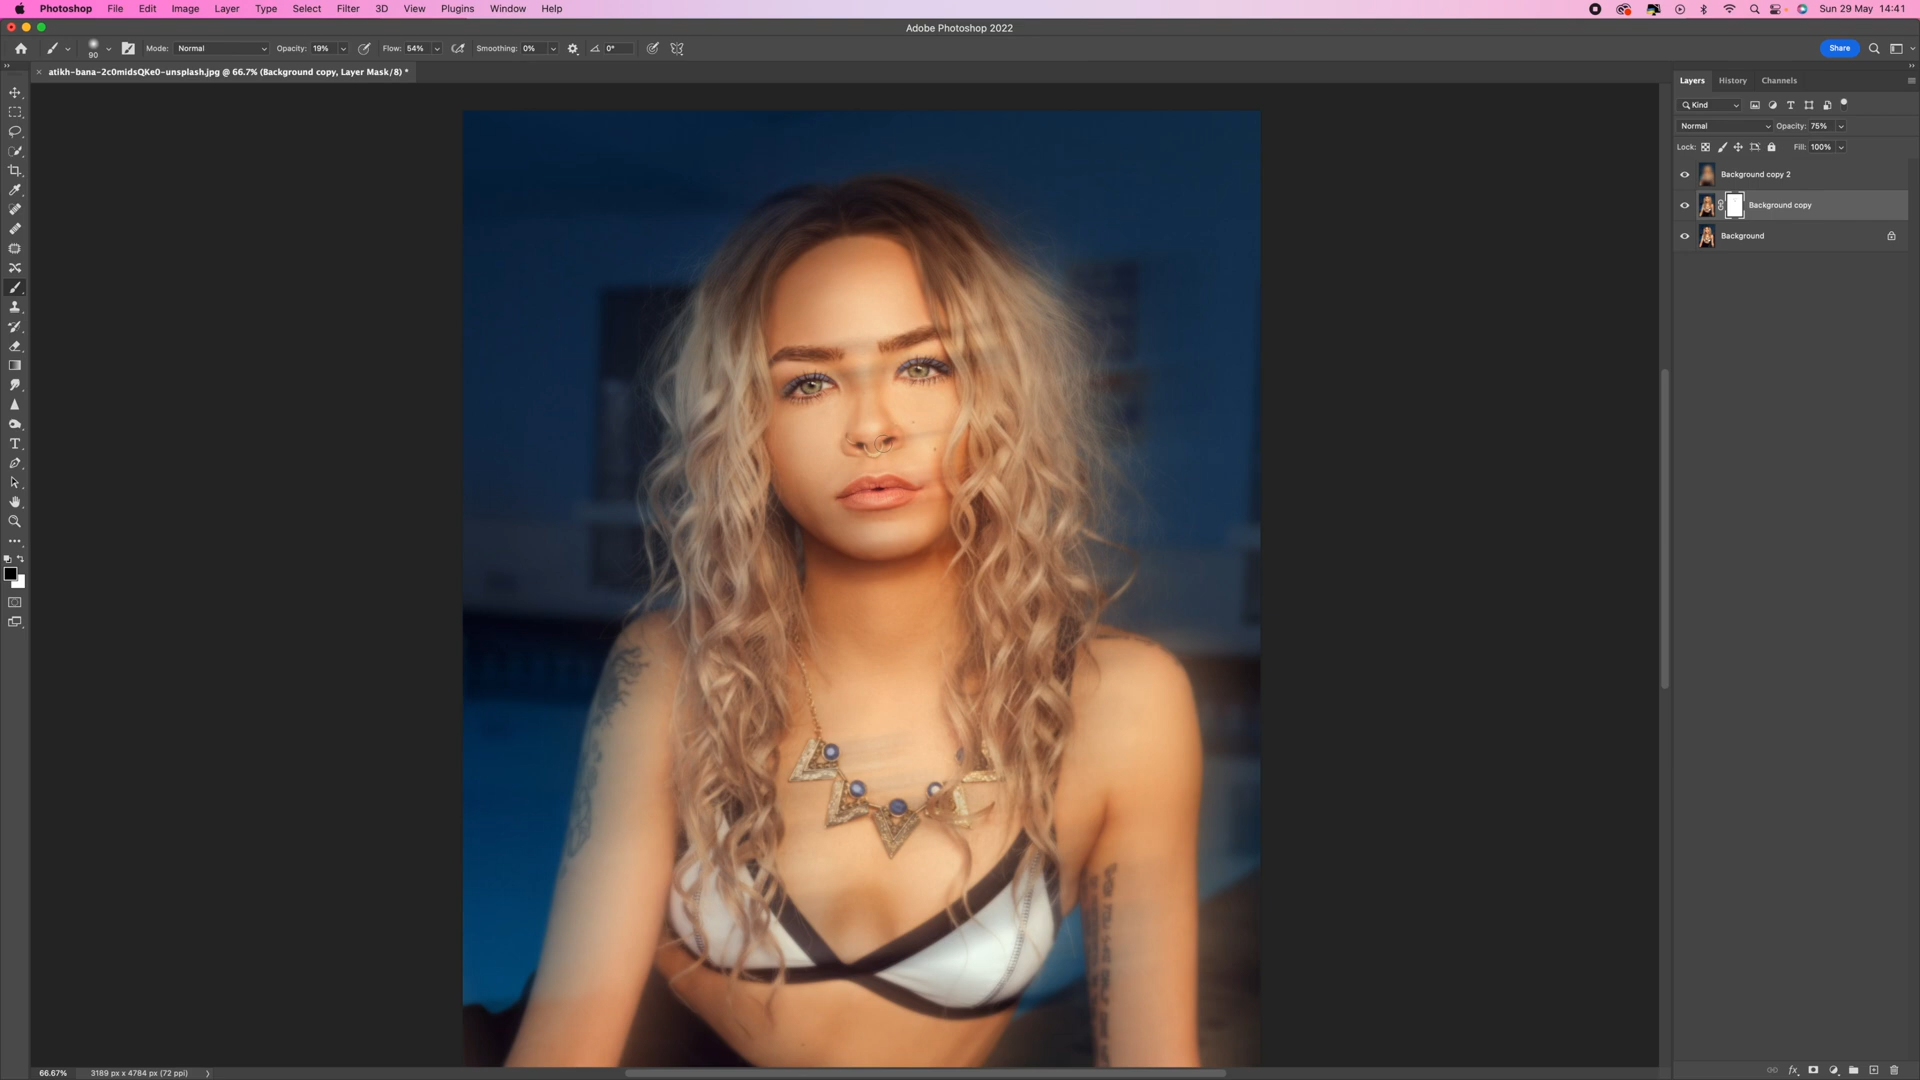 Photoshop File Edit Image Layer Type Select Filter 3D View Plugins Window Help Sun 29 May 14:41
Adobe Photoshop 2022
90 Mode: Normal Opacity: 19% Flow: 54% Smoothing: 0% 0° Share
× atikh-bana-2c0midsQKe0-unsplash.jpg @ 66.7% (Background copy, Layer Mask/8) *
Layers History Channels
Kind
Normal Opacity: 75%
Lock: Fill: 100%
Background copy 2
Background copy
Background
66.67% 3189 px x 4784 px (72 ppi)